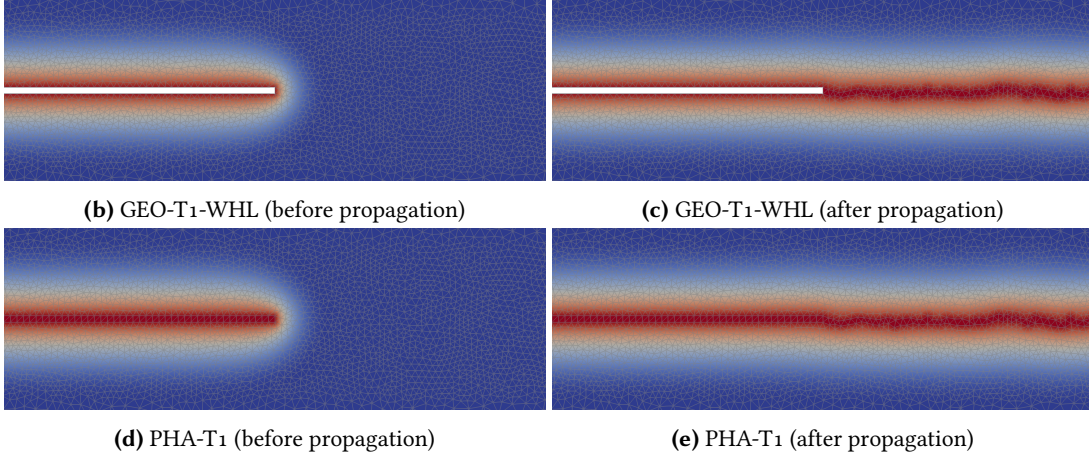 (b) GEO-T1-WHL (before propagation)
(c) GEO-T1-WHL (after propagation)
(d) PHA-T1 (before propagation)
(e) PHA-T1 (after propagation)